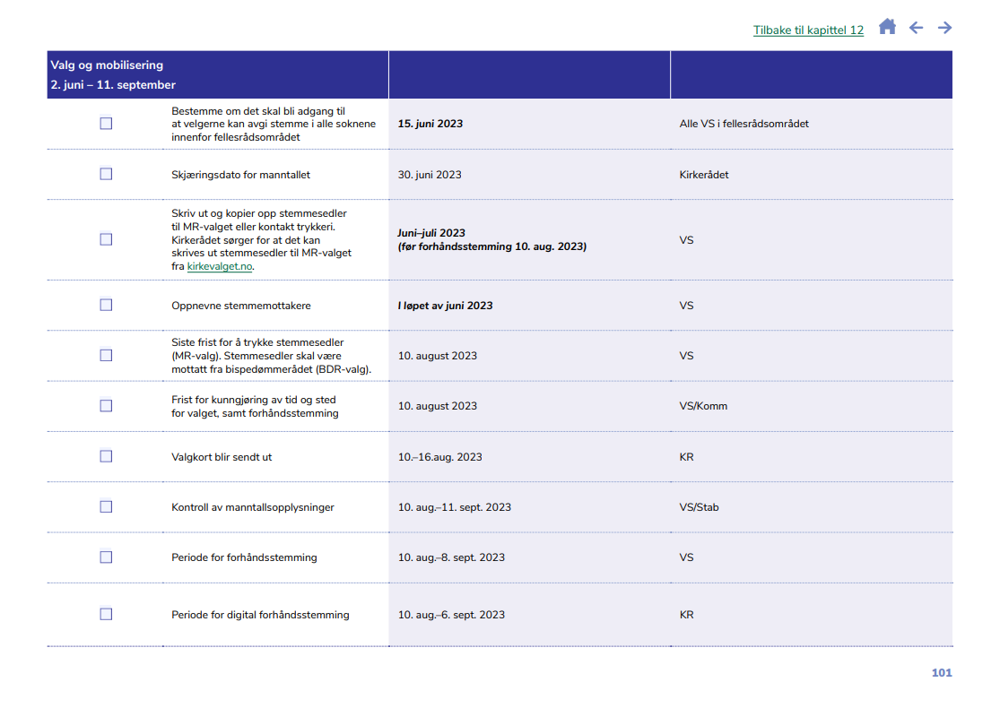 Tilbake til kapittel 12
Valg og mobilisering
2. juni – 11. september
Bestemme om det skal bli adgang til
at velgerne kan avgi stemme i alle soknene
innenfor fellesrådsområdet
15. juni 2023
Alle VS i fellesrådsområdet
Skjæringsdato for manntallet
30. juni 2023
Kirkerådet
Skriv ut og kopier opp stemmesedler
til MR-valget eller kontakt trykkeri.
Kirkerådet sørger for at det kan
skrives ut stemmesedler til MR-valget
fra kirkevalget.no.
Juni–juli 2023
(før forhåndsstemming 10. aug. 2023)
VS
Oppnevne stemmemottakere
I løpet av juni 2023
VS
Siste frist for å trykke stemmesedler
(MR-valg). Stemmesedler skal være
mottatt fra bispedømmerådet (BDR-valg).
10. august 2023
VS
Frist for kunngjøring av tid og sted
for valget, samt forhåndsstemming
10. august 2023
VS/Komm
Valgkort blir sendt ut
10.–16.aug. 2023
KR
Kontroll av manntallsopplysninger
10. aug.–11. sept. 2023
VS/Stab
Periode for forhåndsstemming
10. aug.–8. sept. 2023
VS
Periode for digital forhåndsstemming
10. aug.–6. sept. 2023
KR
101